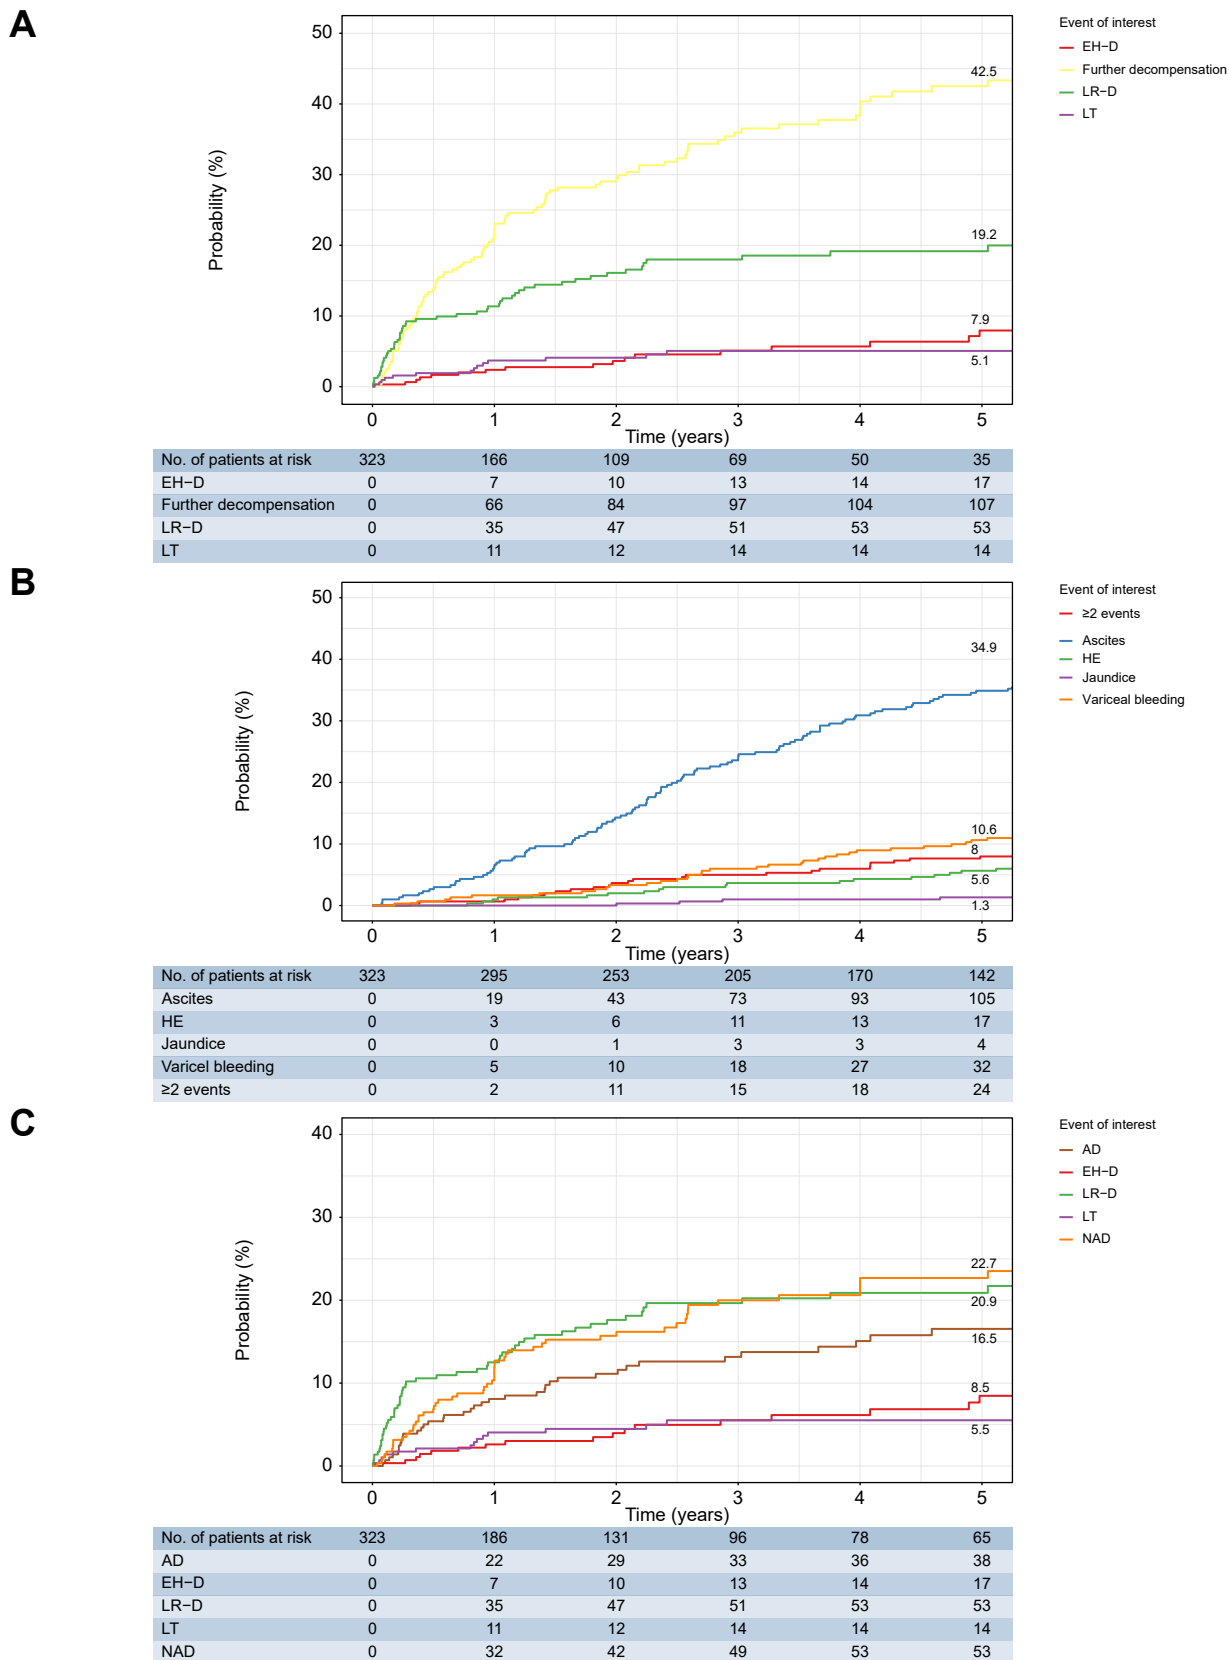 A
50
40
30
20
10
0
Probability (%)
42.5
19.2
7.9
5.1
0 1 2 3 4 5
Time (years)
Event of interest
EH−D
Further decompensation
LR−D
LT
No. of patients at risk 323 166 109 69 50 35
EH−D 0 7 10 13 14 17
Further decompensation 0 66 84 97 104 107
LR−D 0 35 47 51 53 53
LT 0 11 12 14 14 14
B
50
40
30
20
10
0
Probability (%)
34.9
10.6
8
5.6
1.3
0 1 2 3 4 5
Time (years)
Event of interest
≥2 events
Ascites
HE
Jaundice
Variceal bleeding
No. of patients at risk 323 295 253 205 170 142
Ascites 0 19 43 73 93 105
HE 0 3 6 11 13 17
Jaundice 0 0 1 3 3 4
Varicel bleeding 0 5 10 18 27 32
≥2 events 0 2 11 15 18 24
C
40
30
20
10
0
Probability (%)
22.7
20.9
16.5
8.5
5.5
0 1 2 3 4 5
Time (years)
Event of interest
AD
EH−D
LR−D
LT
NAD
No. of patients at risk 323 186 131 96 78 65
AD 0 22 29 33 36 38
EH−D 0 7 10 13 14 17
LR−D 0 35 47 51 53 53
LT 0 11 12 14 14 14
NAD 0 32 42 49 53 53